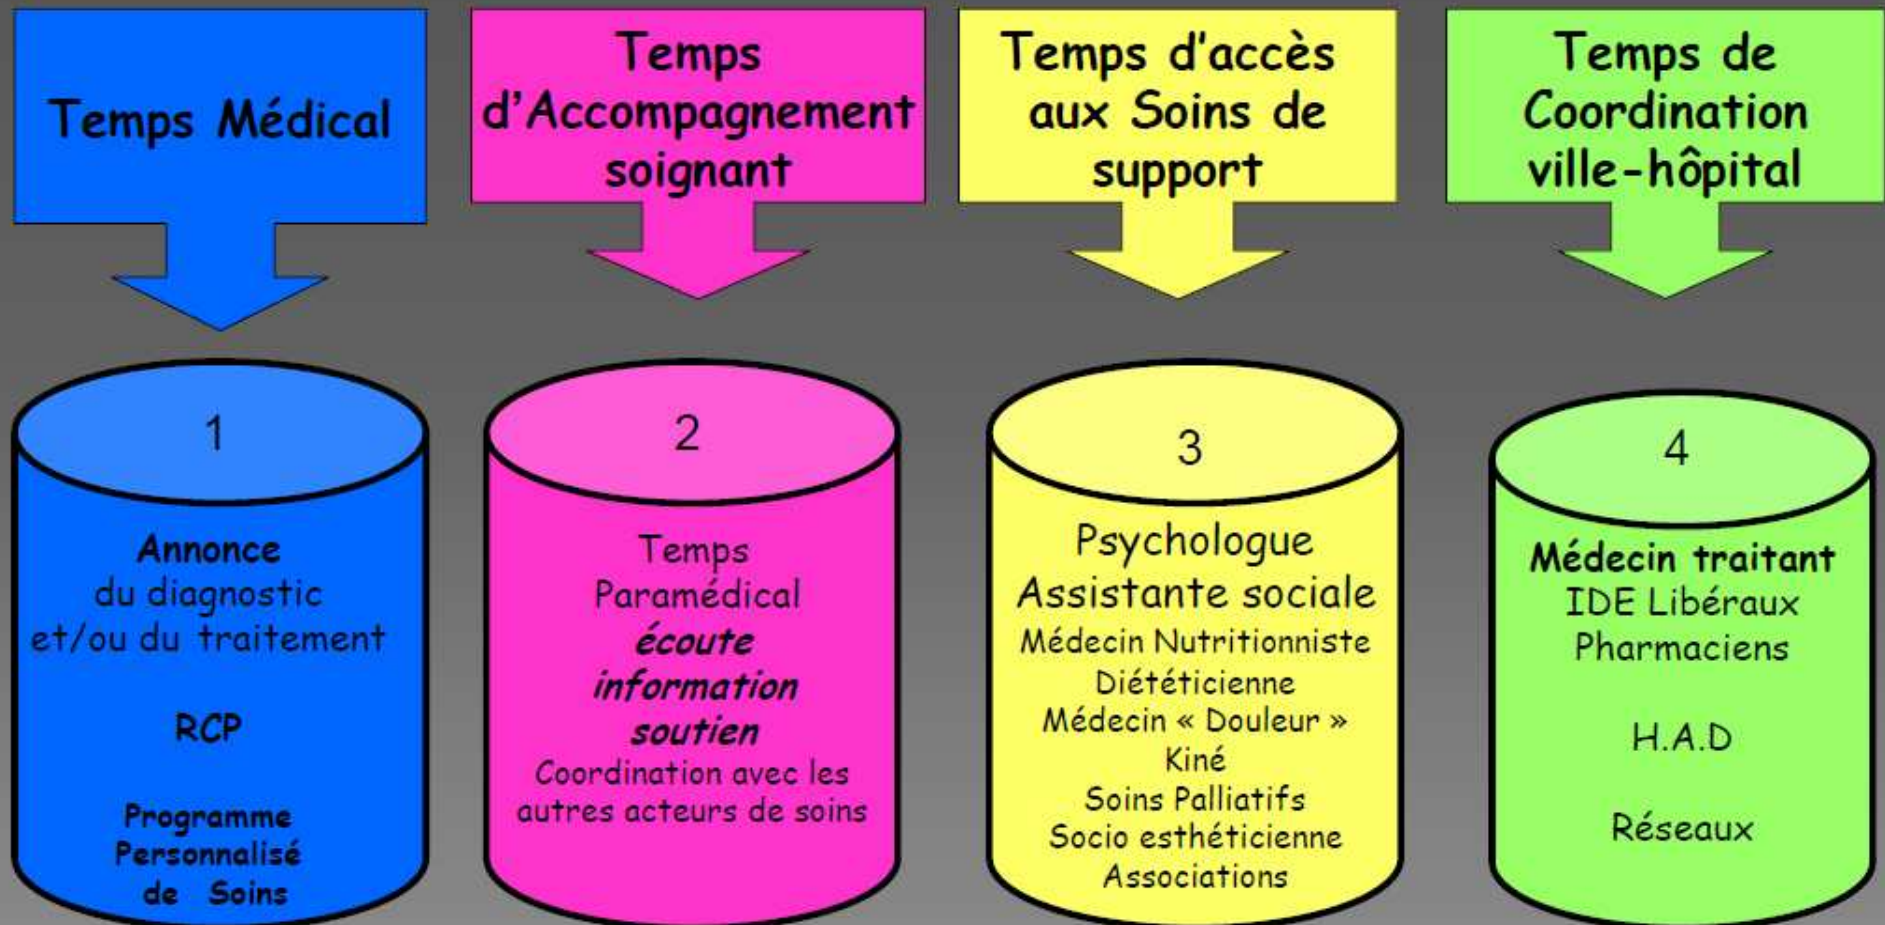 Temps Médical
Temps
d'Accompagnement
soignant
Temps d'accès
aux Soins de
support
Temps de
Coordination
ville-hôpital
1
Annonce
du diagnostic
et/ou du traitement
RCP
Programme
Personnalisé
de Soins
2
Temps
Paramédical
écoute
information
soutien
Coordination avec les
autres acteurs de soins
3
Psychologue
Assistante sociale
Médecin Nutritionniste
Diététicienne
Médecin « Douleur »
Kiné
Soins Palliatifs
Socio esthéticienne
Associations
4
Médecin traitant
IDE Libéraux
Pharmaciens
H.A.D
Réseaux